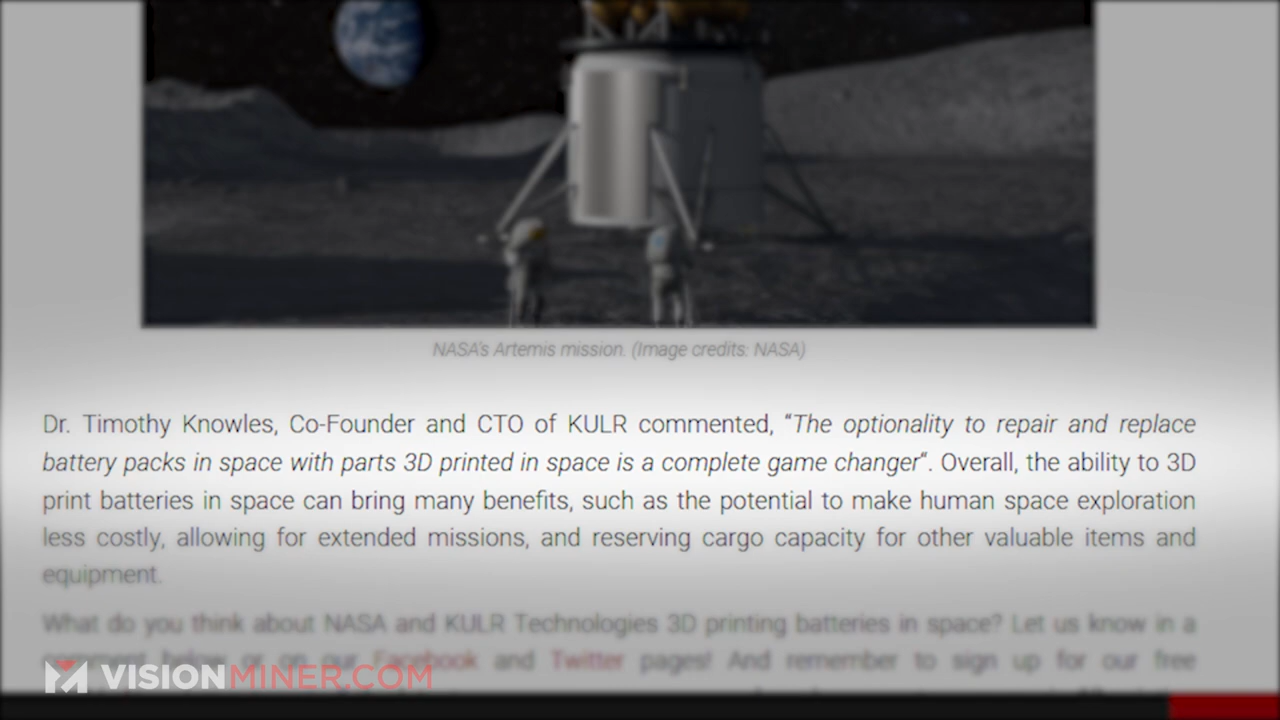 NASA's Artemis mission. (Image credits: NASA)
Dr. Timothy Knowles, Co-Founder and CTO of KULR commented, “The optionality to repair and replace
battery packs in space with parts 3D printed in space is a complete game changer“. Overall, the ability to 3D
print batteries in space can bring many benefits, such as the potential to make human space exploration
less costly, allowing for extended missions, and reserving cargo capacity for other valuable items and
equipment.
What do you think about NASA and KULR Technologies 3D printing batteries in space? Let us know in a
comment below or on our Facebook and Twitter pages! And remember to sign up for our free
VISIONMINER.COM